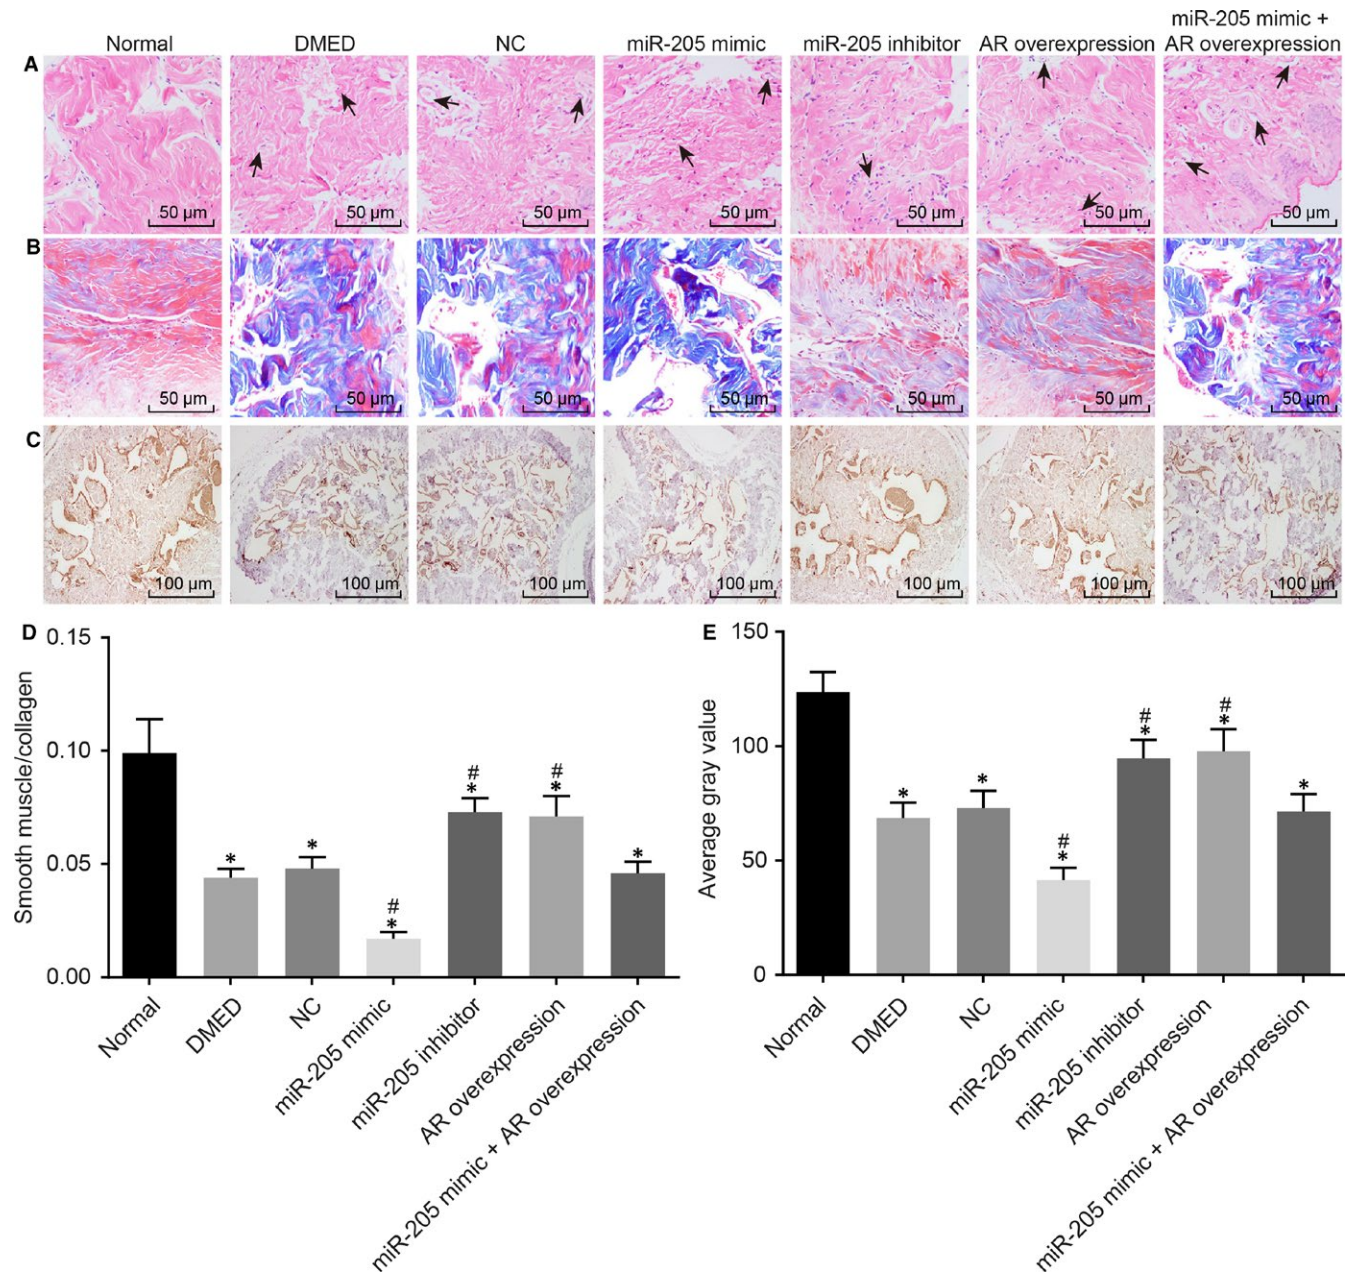 miR-205 mimic +
Normal DMED NC miR-205 mimic miR-205 inhibitor AR overexpression AR overexpression
A
50 µm 50 µm 50 µm 50 µm 50 µm 50 µm 50 µm
B
50 µm 50 µm 50 µm 50 µm 50 µm 50 µm 50 µm
C
100 µm 100 µm 100 µm 100 µm 100 µm 100 µm 100 µm
D
Smooth muscle/collagen
0.15
0.10
0.05
0.00
* * # * # * # * *
Normal
DMED
NC
miR-205 mimic
miR-205 inhibitor
AR overexpression
miR-205 mimic + AR overexpression
E
Average gray value
150
100
50
0
* * # * # * # * *
Normal
DMED
NC
miR-205 mimic
miR-205 inhibitor
AR overexpression
miR-205 mimic + AR overexpression